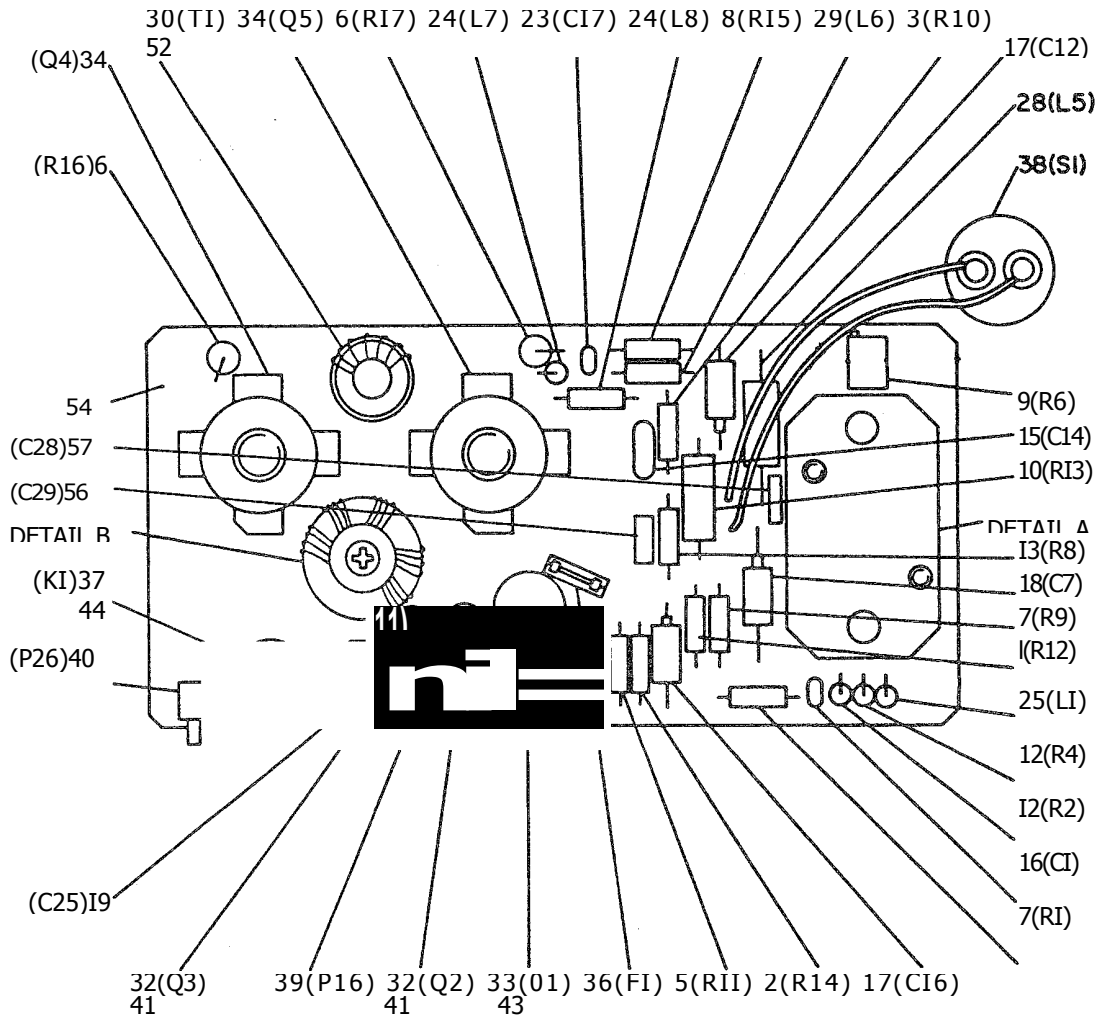 30(TI) 34(Q5) 6(RI7) 24(L7) 23(CI7) 24(L8) 8(RI5) 29(L6) 3(R10)
52
17(C12)
(Q4)34
28(L5)
(R16)6
38(SI)
54
9(R6)
(C28)57
15(C14)
10(RI3)
(C29)56
DETAIL B
DETAIL A
I3(R8)
(KI)37
18(C7)
44
7(R9)
(P26)40
I(R12)
25(LI)
12(R4)
I2(R2)
16(CI)
(C25)I9
7(RI)
32(Q3) 39(P16) 32(Q2) 33(01) 36(FI) 5(RII) 2(R14) 17(CI6)
41 41 43